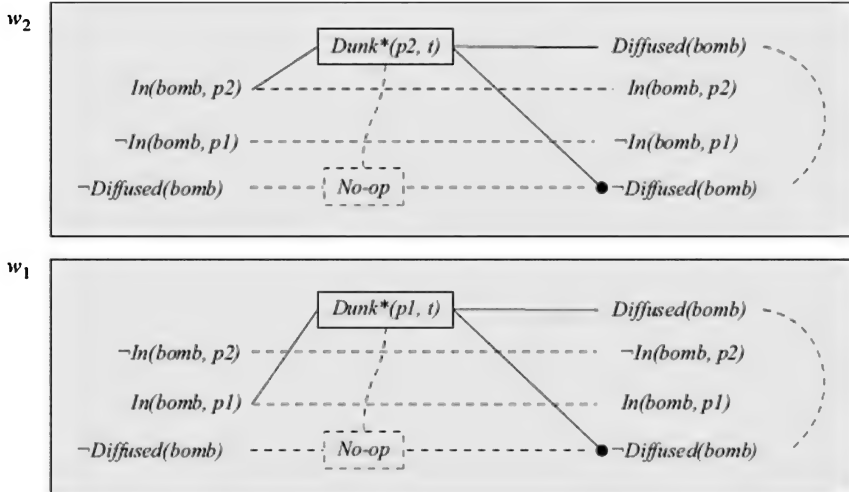 w2
Dunk*(p2, t) Diffused(bomb)
In(bomb, p2) In(bomb, p2)
¬In(bomb, p1) ¬In(bomb, p1)
¬Diffused(bomb) No-op ¬Diffused(bomb)
w1
Dunk*(p1, t) Diffused(bomb)
¬In(bomb, p2) ¬In(bomb, p2)
In(bomb, p1) In(bomb, p1)
¬Diffused(bomb) No-op ¬Diffused(bomb)